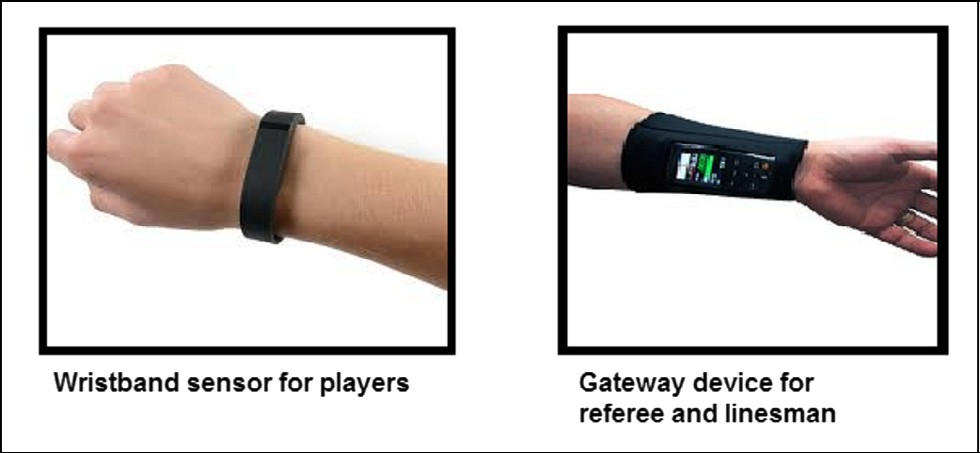 Wristband sensor for players
Gateway device for
referee and linesman